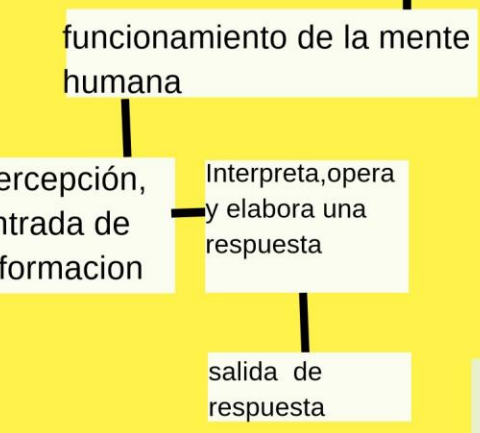 funcionamiento de la mente
humana
ercepción,
ntrada de
formacion
Interpreta,opera
y elabora una
respuesta
salida de
respuesta